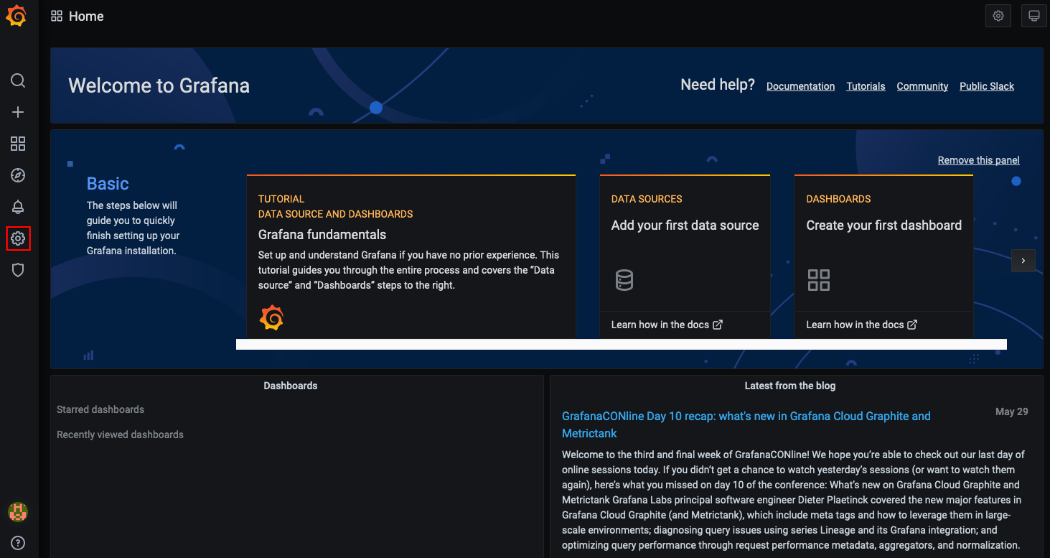 Home
Welcome to Grafana
Need help?
Documentation
Tutorials
Community
Public Slack
Remove this panel
Basic
The steps below will
guide you to quickly
finish setting up your
Grafana installation.
TUTORIAL
DATA SOURCE AND DASHBOARDS
Grafana fundamentals
Set up and understand Grafana if you have no prior experience. This
tutorial guides you through the entire process and covers the “Data
source” and “Dashboards” steps to the right.
DATA SOURCES
Add your first data source
Learn how in the docs
DASHBOARDS
Create your first dashboard
Learn how in the docs
Dashboards
Starred dashboards
Recently viewed dashboards
Latest from the blog
GrafanaCONline Day 10 recap: what's new in Grafana Cloud Graphite and
Metrictank
May 29
Welcome to the third and final week of GrafanaCONline! We hope you’re able to check out our last day of
online sessions today. If you didn’t get a chance to watch yesterday’s sessions (or want to watch them
again), here’s what you missed on day 10 of the conference: What’s new on Grafana Cloud Graphite and
Metrictank Grafana Labs principal software engineer Dieter Plaetinck covered the new major features in
Grafana Cloud Graphite (and Metrictank), which include meta tags and how to leverage them in large-
scale environments; diagnosing query issues using series Lineage and its Grafana integration; and
optimizing query performance through request performance metadata, aggregators, and normalization.